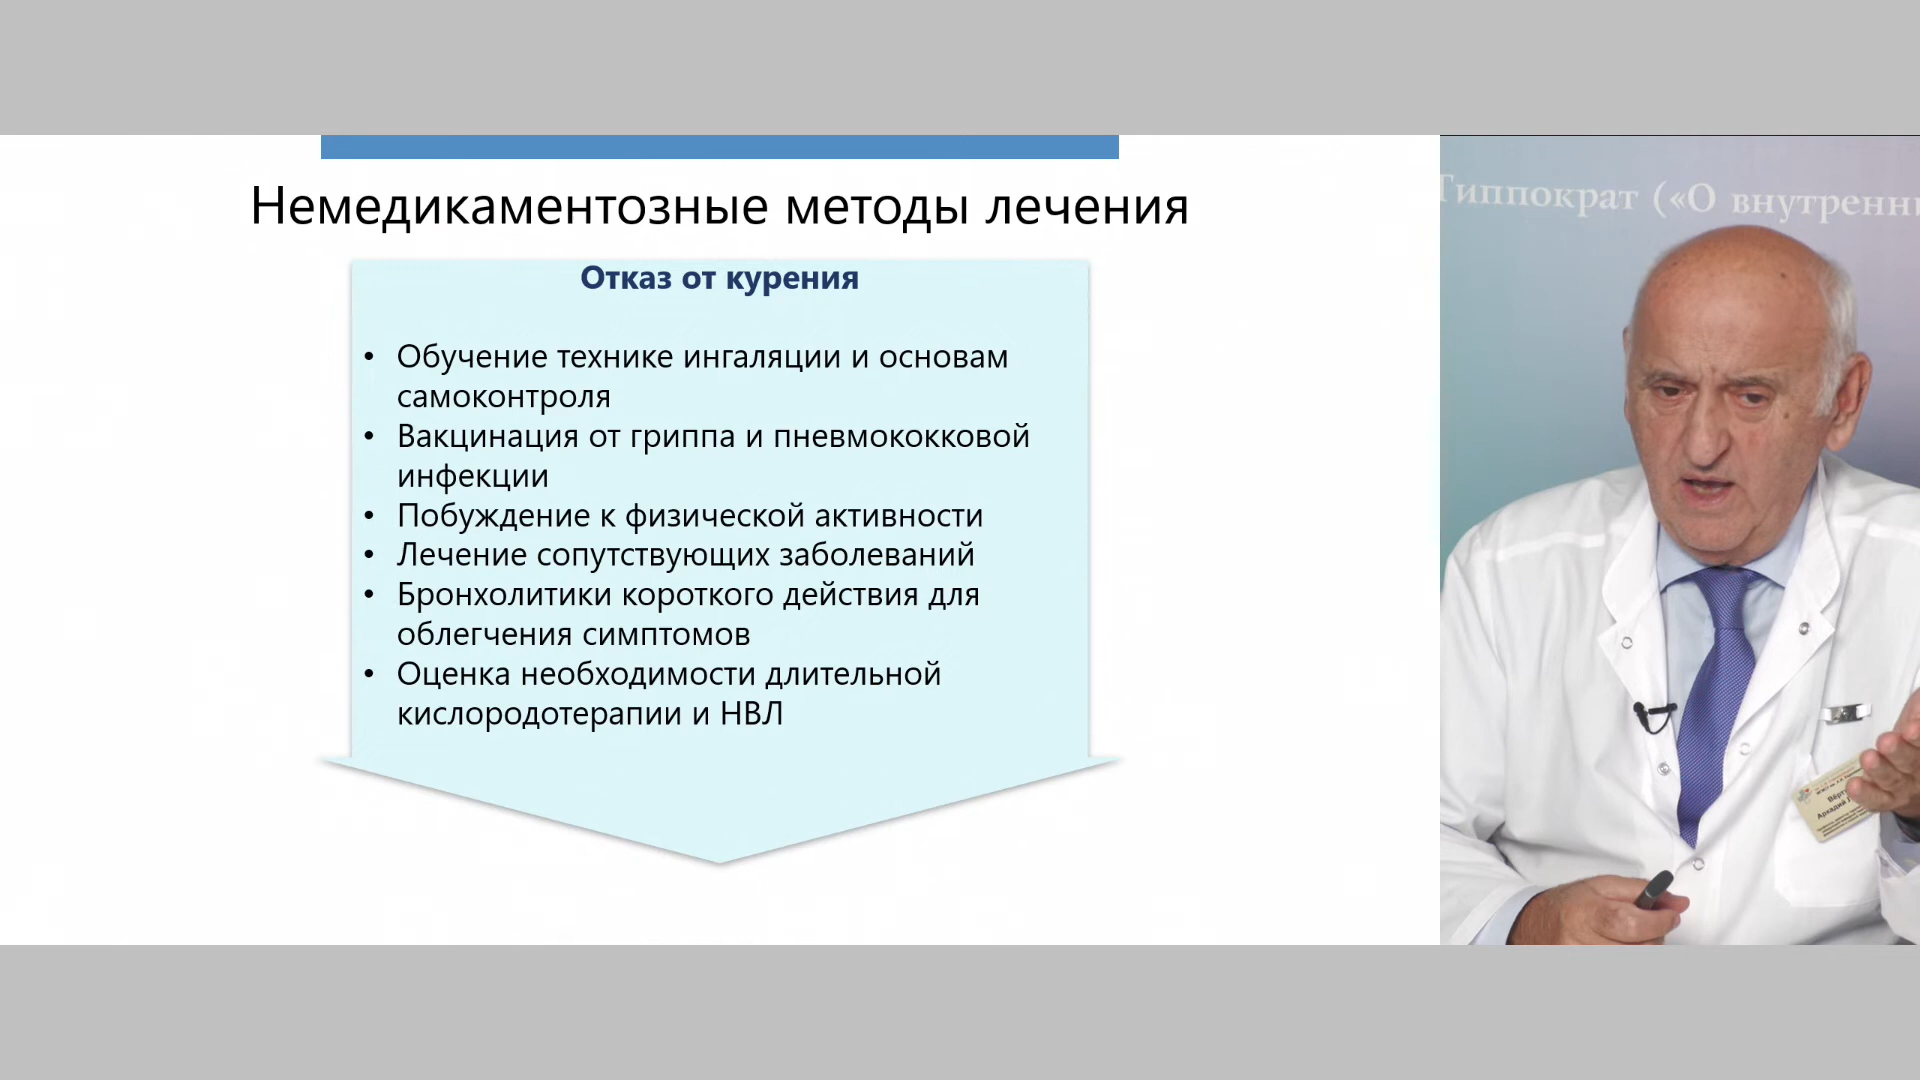 Немедикаментозные методы лечения
Отказ от курения
• Обучение технике ингаляции и основам
самоконтроля
• Вакцинация от гриппа и пневмококковой
инфекции
• Побуждение к физической активности
• Лечение сопутствующих заболеваний
• Бронхолитики короткого действия для
облегчения симптомов
• Оценка необходимости длительной
кислородотерапии и НВЛ
Гиппократ («О